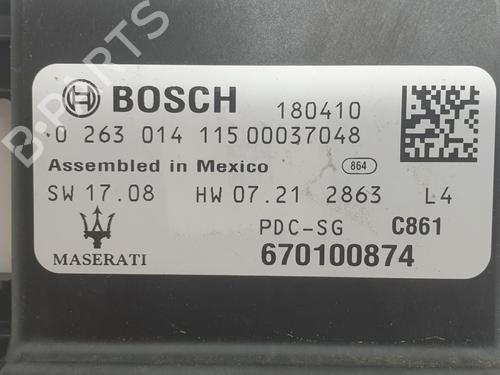 BOSCH 180410
0 263 014 115 00037048
Assembled in Mexico 864
SW 17.08 HW 07.21 2863 L4
PDC-SG C861
MASERATI 670100874
B-PARTS